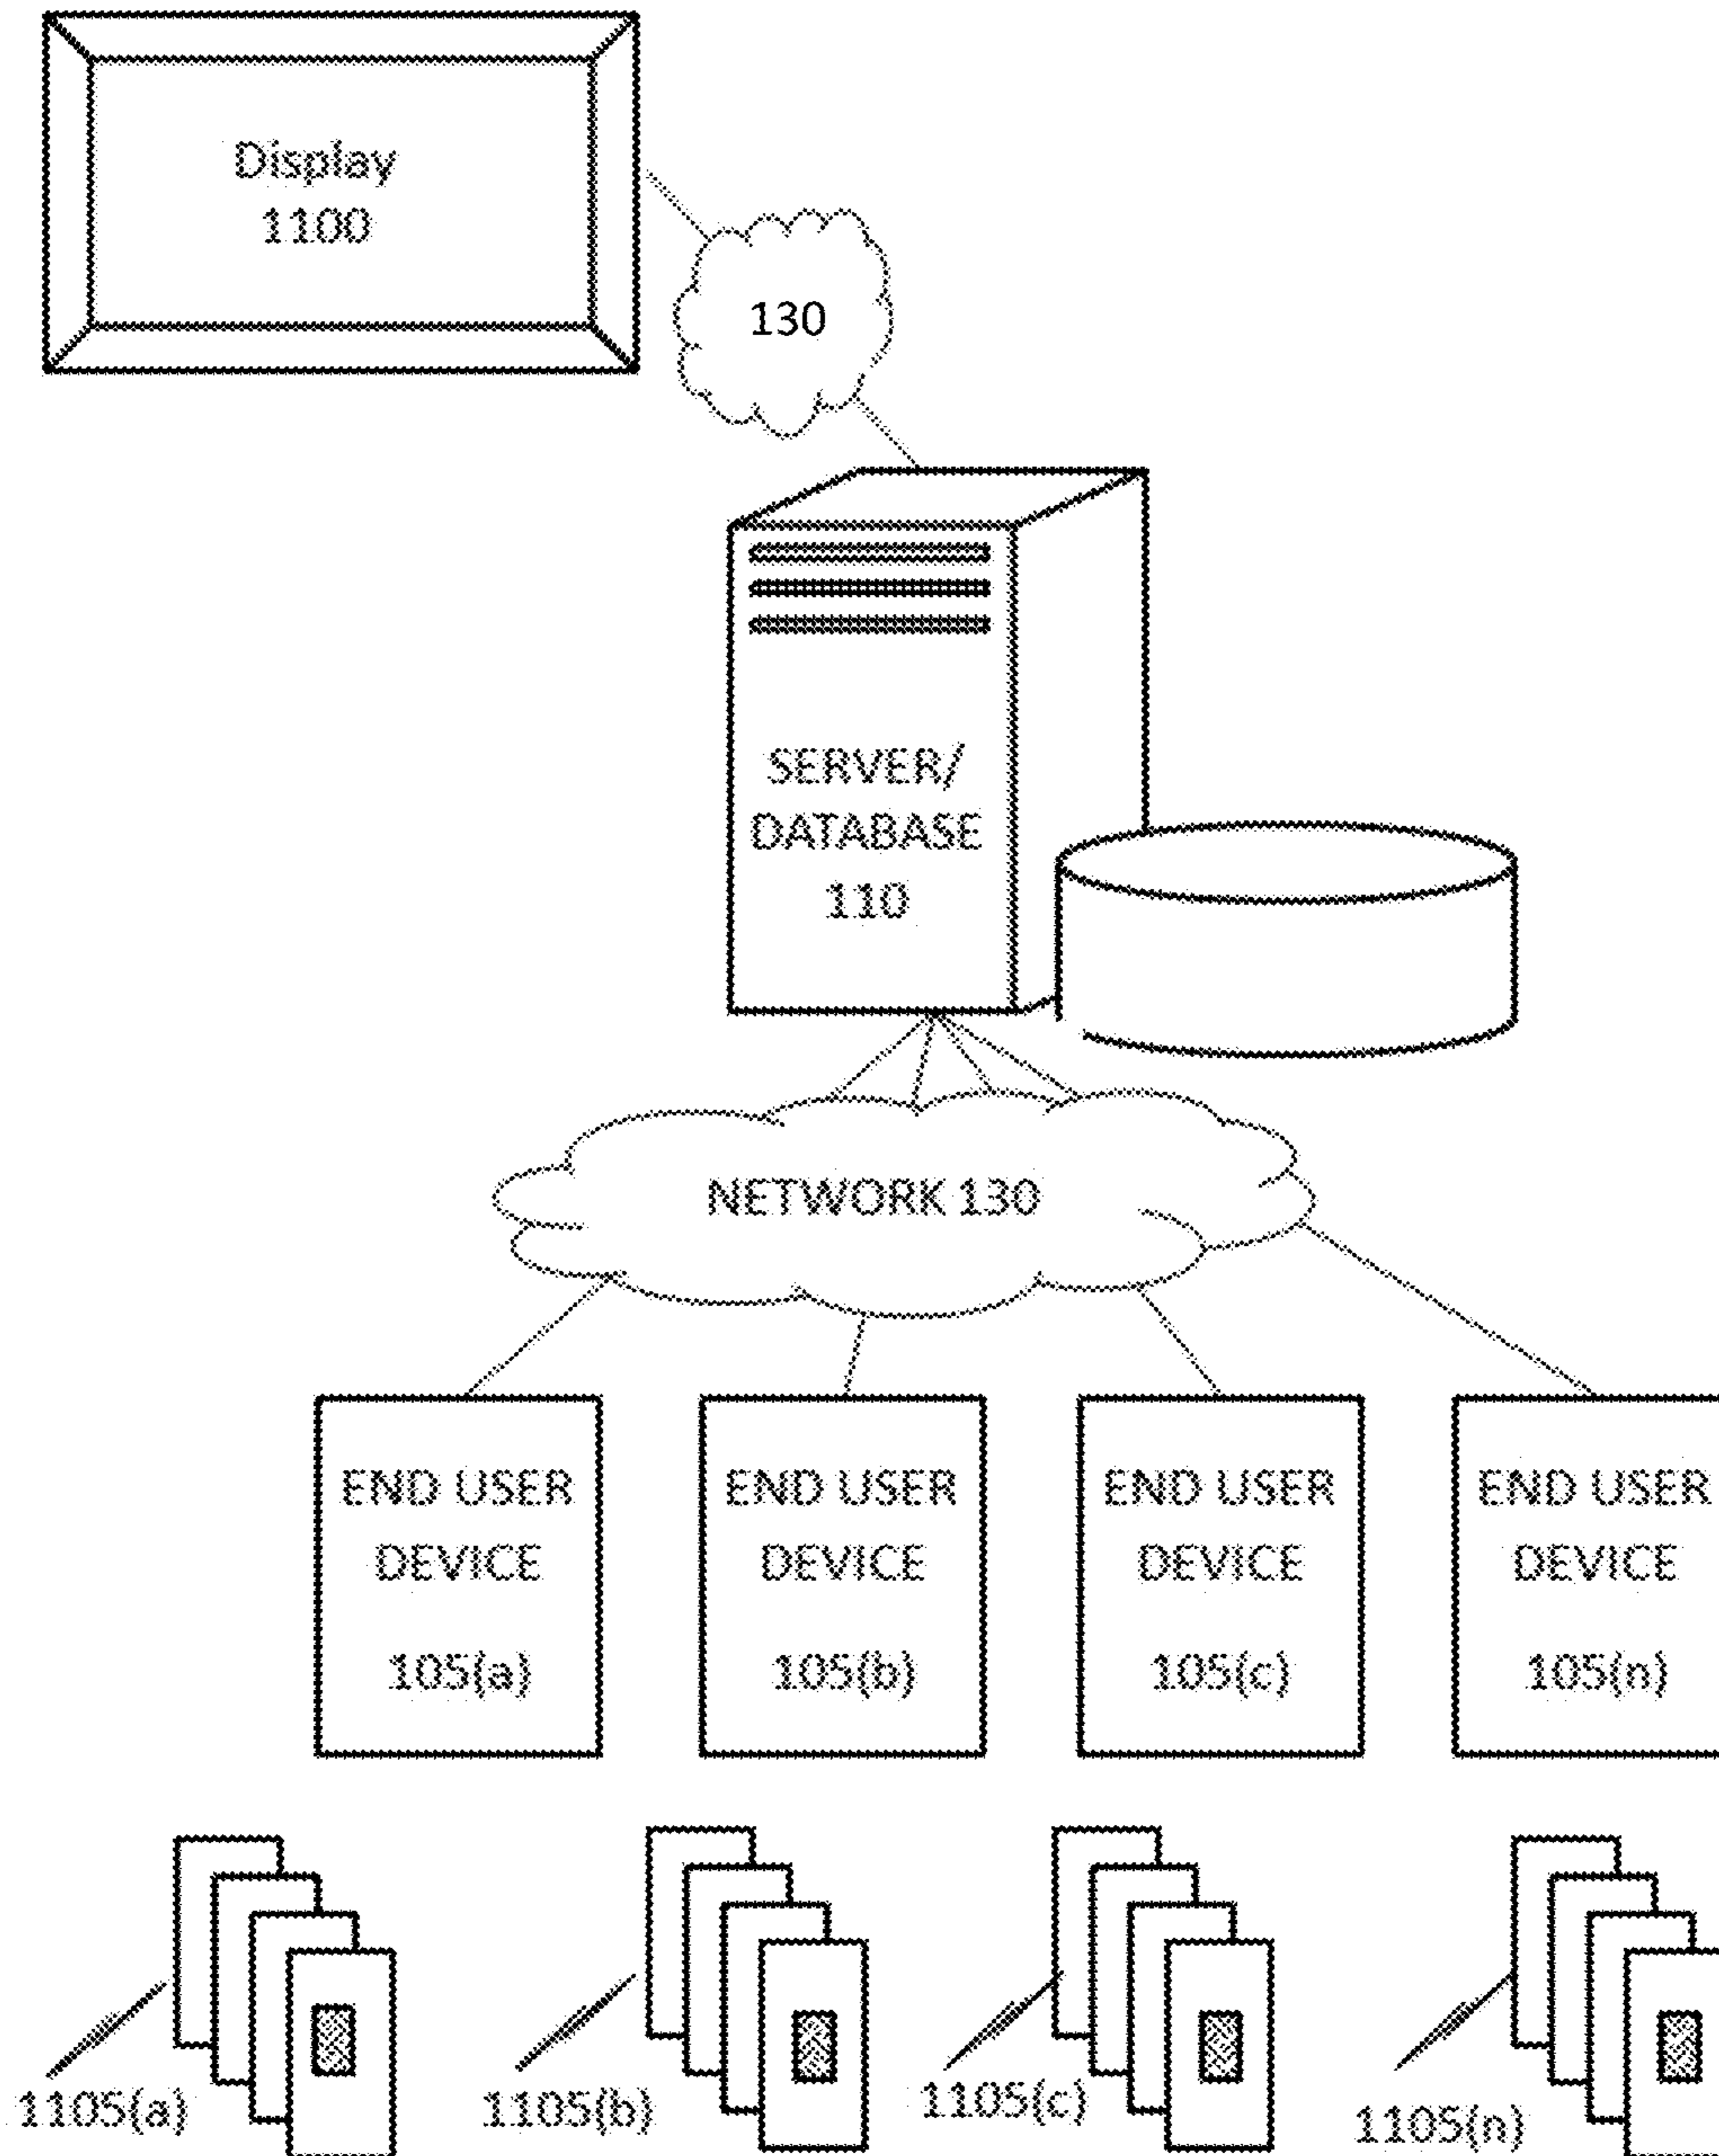 Display
1100
130
SERVER/
DATABASE
110
NETWORK 130
END USER
DEVICE
105(a)
END USER
DEVICE
105(b)
END USER
DEVICE
105(c)
END USER
DEVICE
105(n)
1105(a)
1105(b)
1105(c)
1105(n)